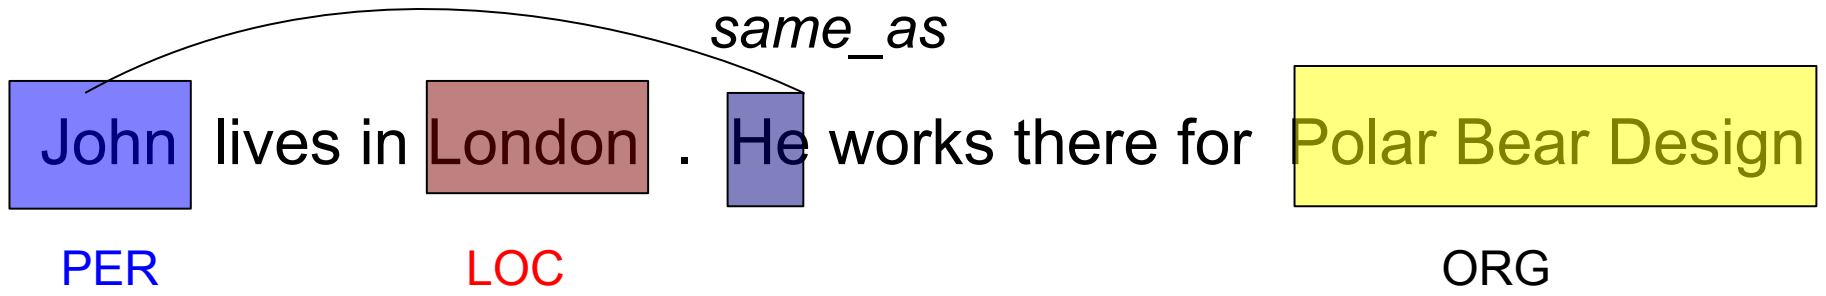 same_as
John lives in London . He works there for Polar Bear Design
PER LOC ORG